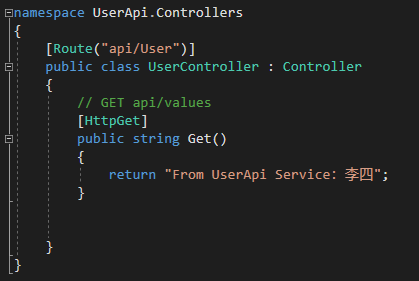 namespace UserApi.Controllers
{
[Route("api/User")]
public class UserController : Controller
{
// GET api/values
[HttpGet]
public string Get()
{
return "From UserApi Service：李四";
}
}
}